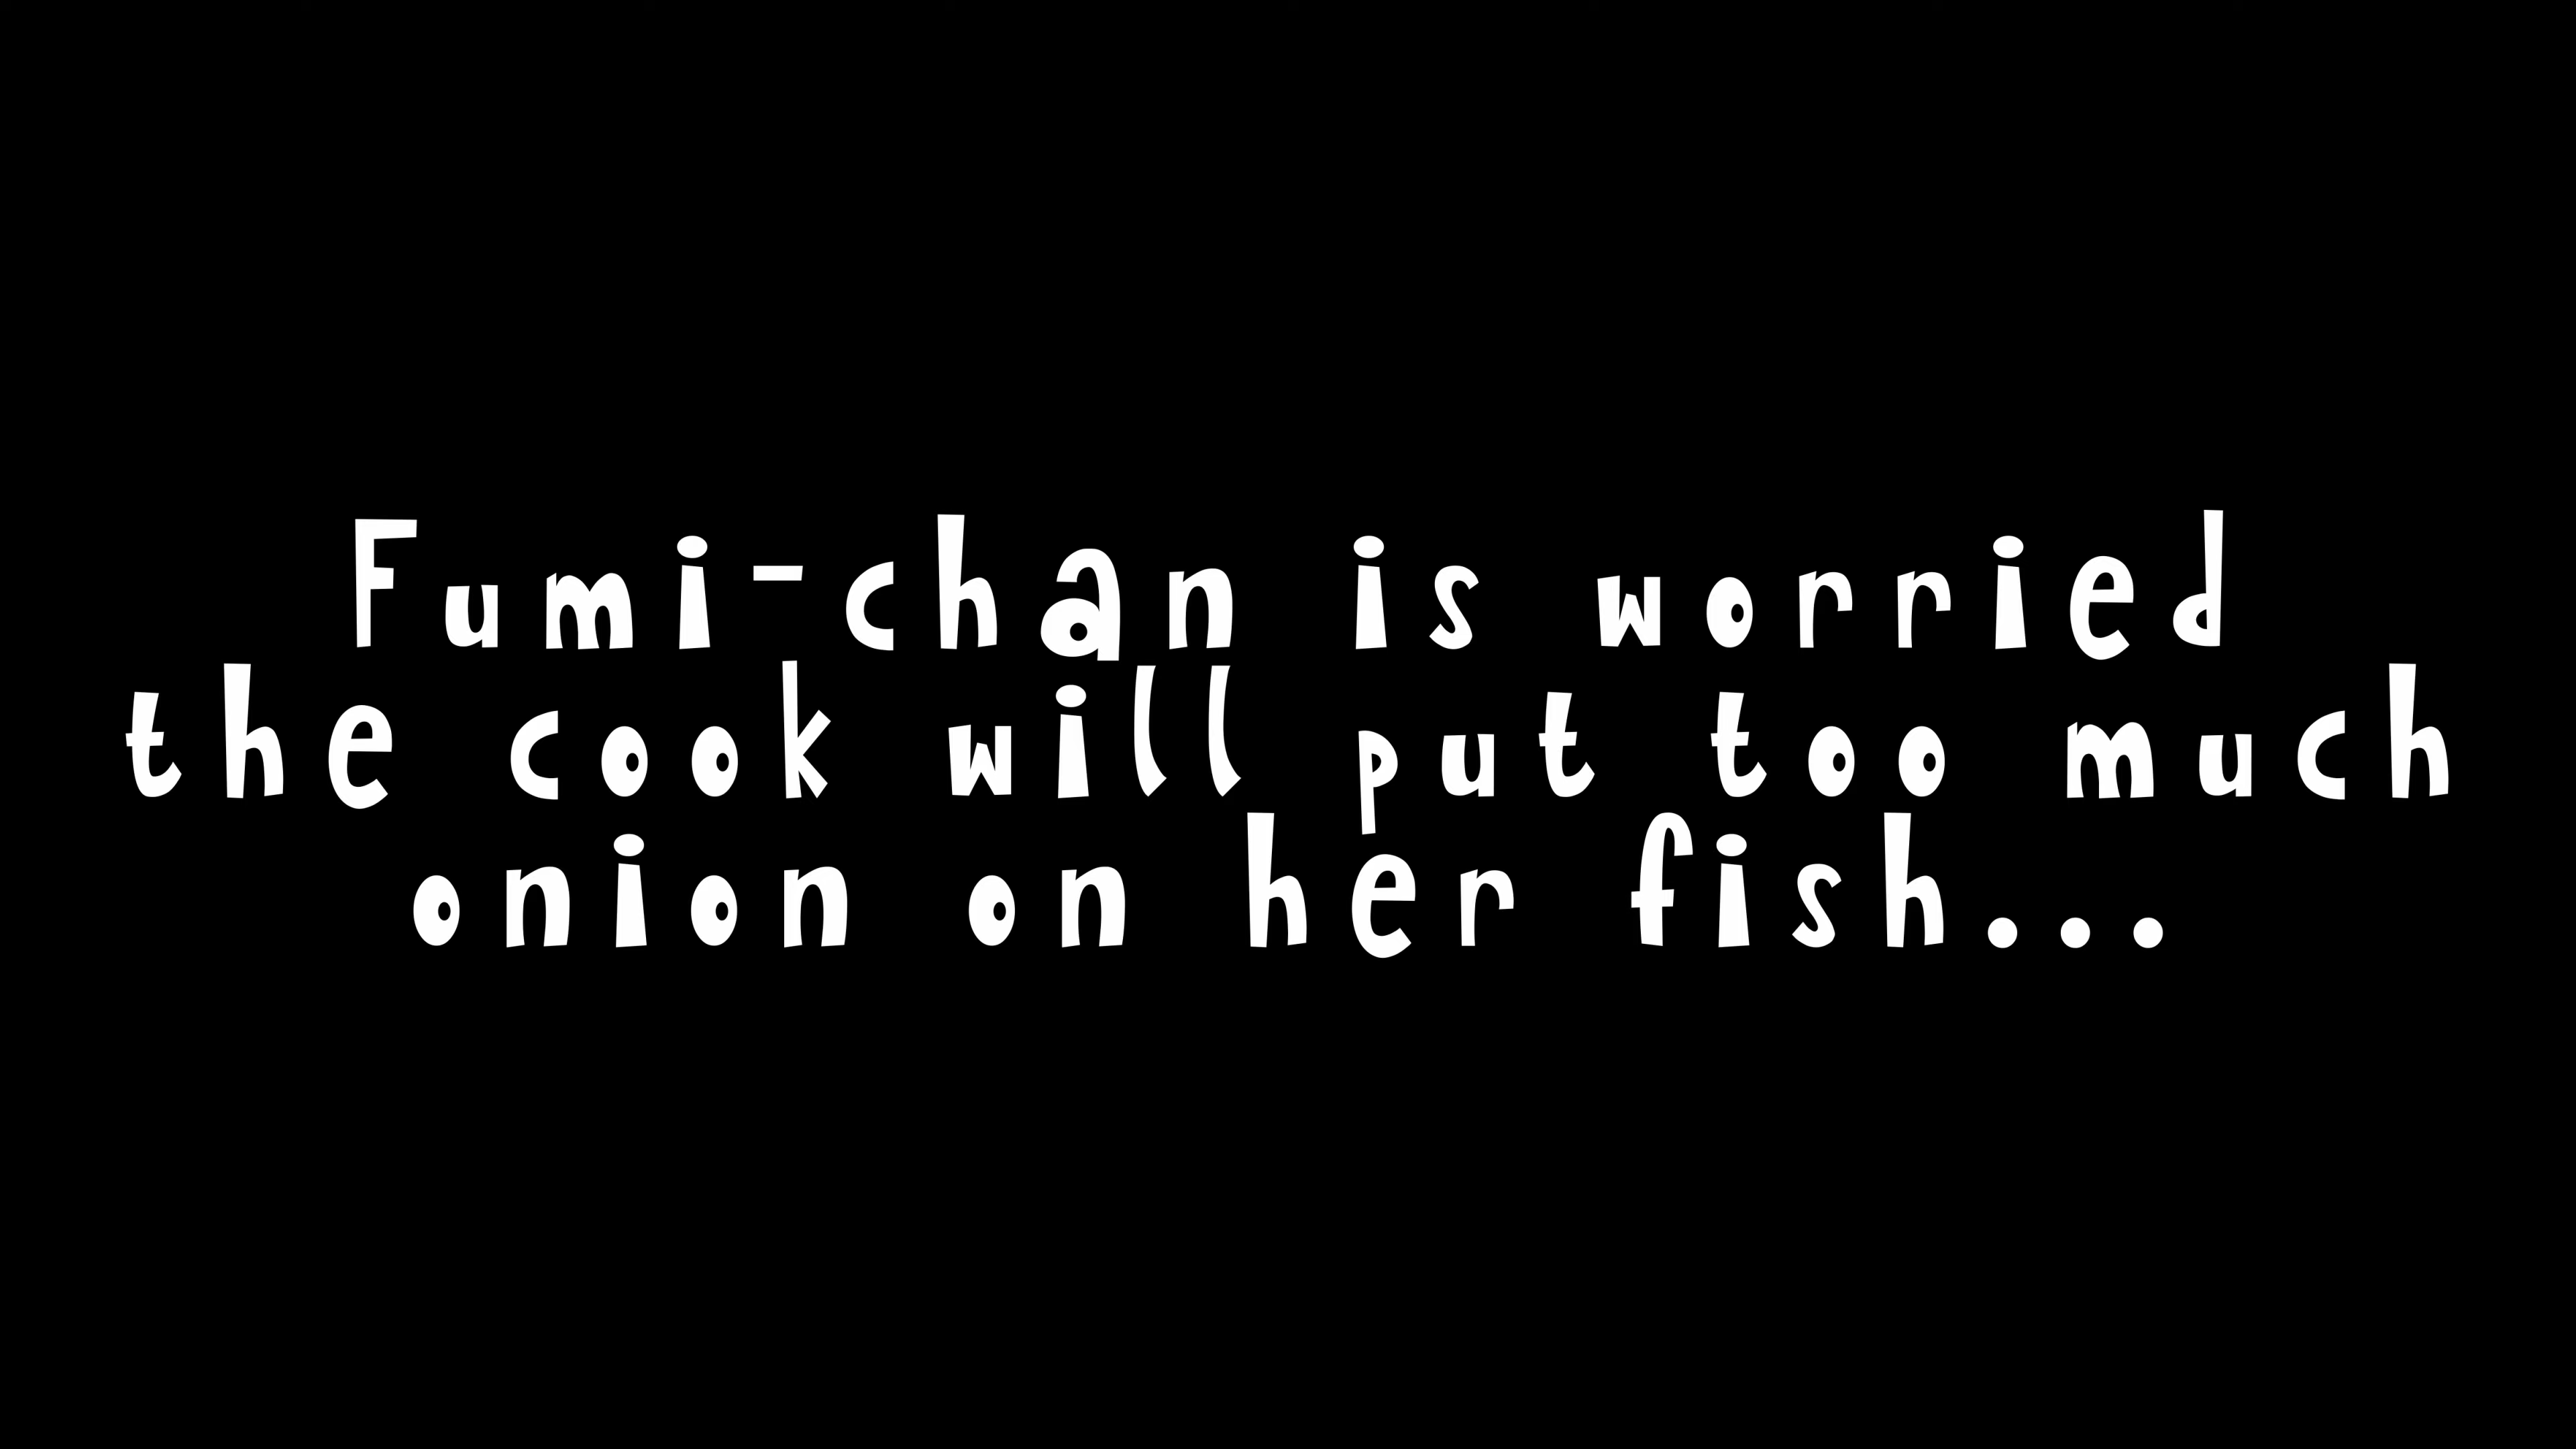 Fumi-chan is worried
the cook will put too much
onion on her fish...